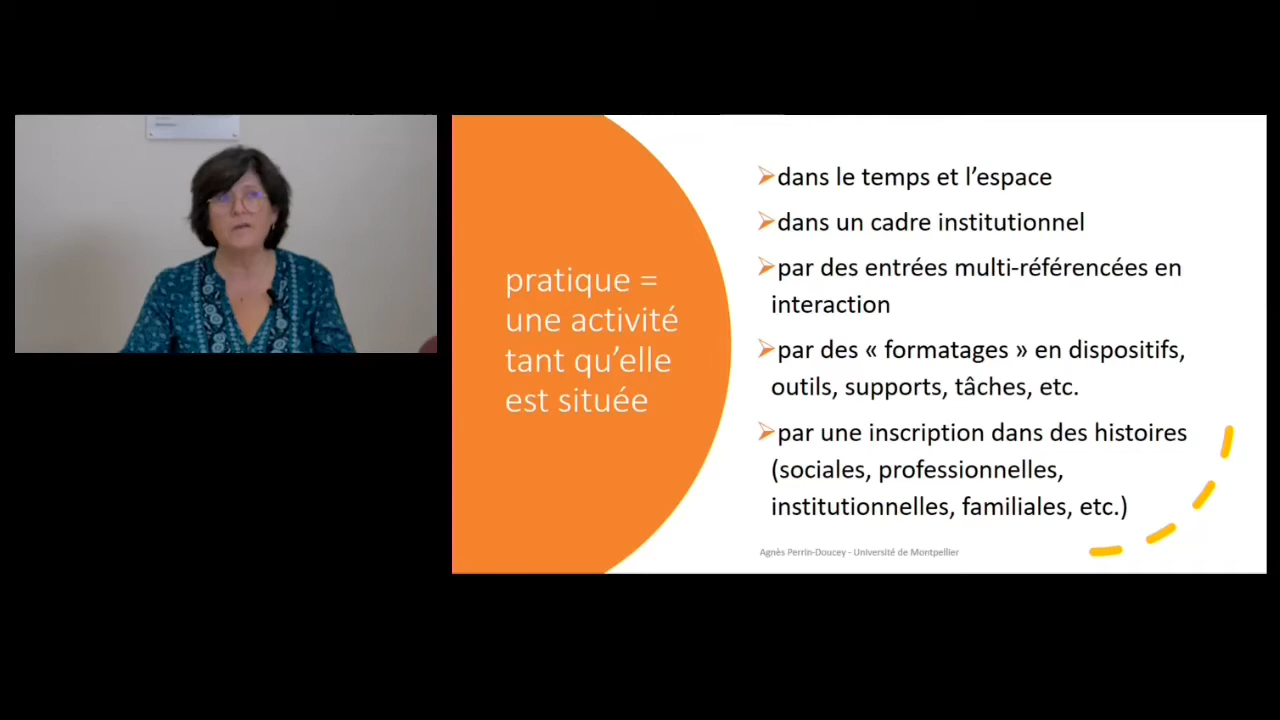 pratique =
une activité
tant qu’elle
est située
➢dans le temps et l’espace
➢dans un cadre institutionnel
➢par des entrées multi-référencées en
interaction
➢par des « formatages » en dispositifs,
outils, supports, tâches, etc.
➢par une inscription dans des histoires
(sociales, professionnelles,
institutionnelles, familiales, etc.)
Agnès Perrin-Doucey - Université de Montpellier